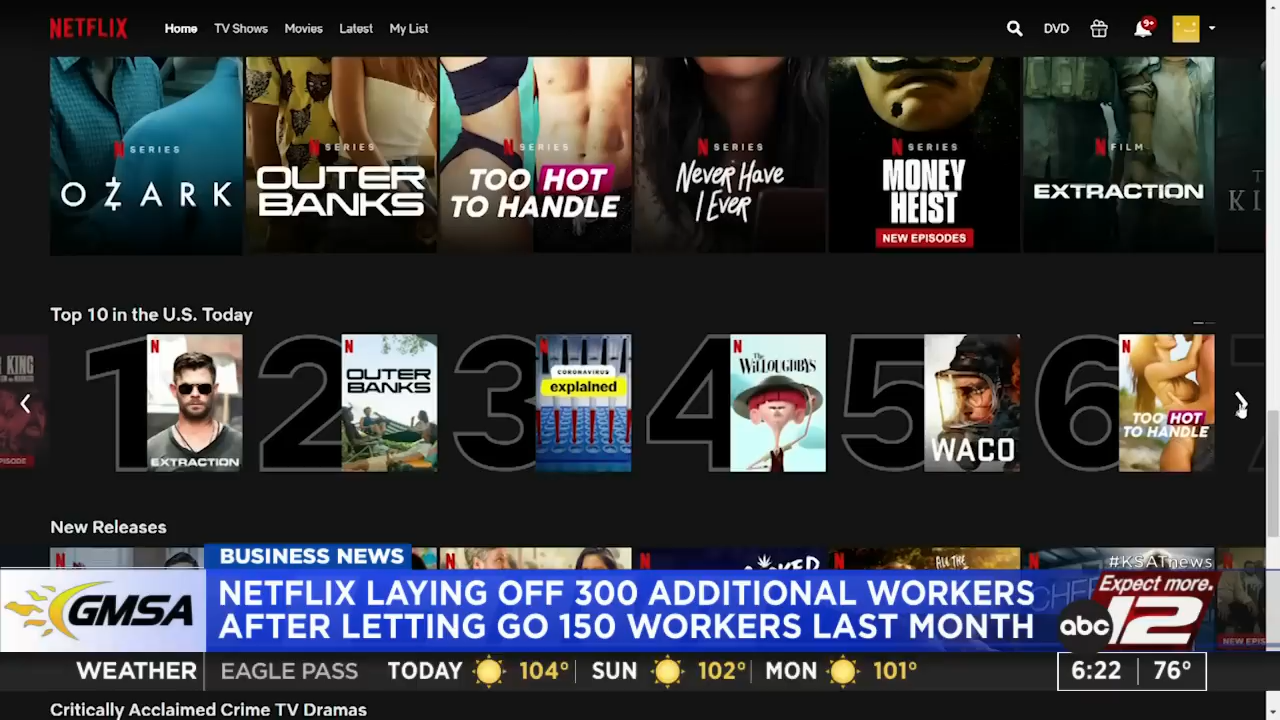 NETFLIX Home TV Shows Movies Latest My List DVD 9+
N SERIES
OZARK
N SERIES
OUTER
BANKS
N SERIES
TOO HOT
TO HANDLE
N SERIES
Never Have
I Ever
N SERIES
MONEY
HEIST
NEW EPISODES
N FILM
EXTRACTION
Top 10 in the U.S. Today
KING
1
N
EXTRACTION
2
N
OUTER
BANKS
3
N
CORONAVIRUS
explained
4
N
The
WiLLOUGHBYS
5
WACO
6
N
TOO HOT
TO HANDLE
7
New Releases
BUSINESS NEWS
#KSATnews
GMSA
NETFLIX LAYING OFF 300 ADDITIONAL WORKERS
AFTER LETTING GO 150 WORKERS LAST MONTH
Expect more.
abc 12
WEATHER EAGLE PASS TODAY 104° SUN 102° MON 101° 6:22 76°
Critically Acclaimed Crime TV Dramas